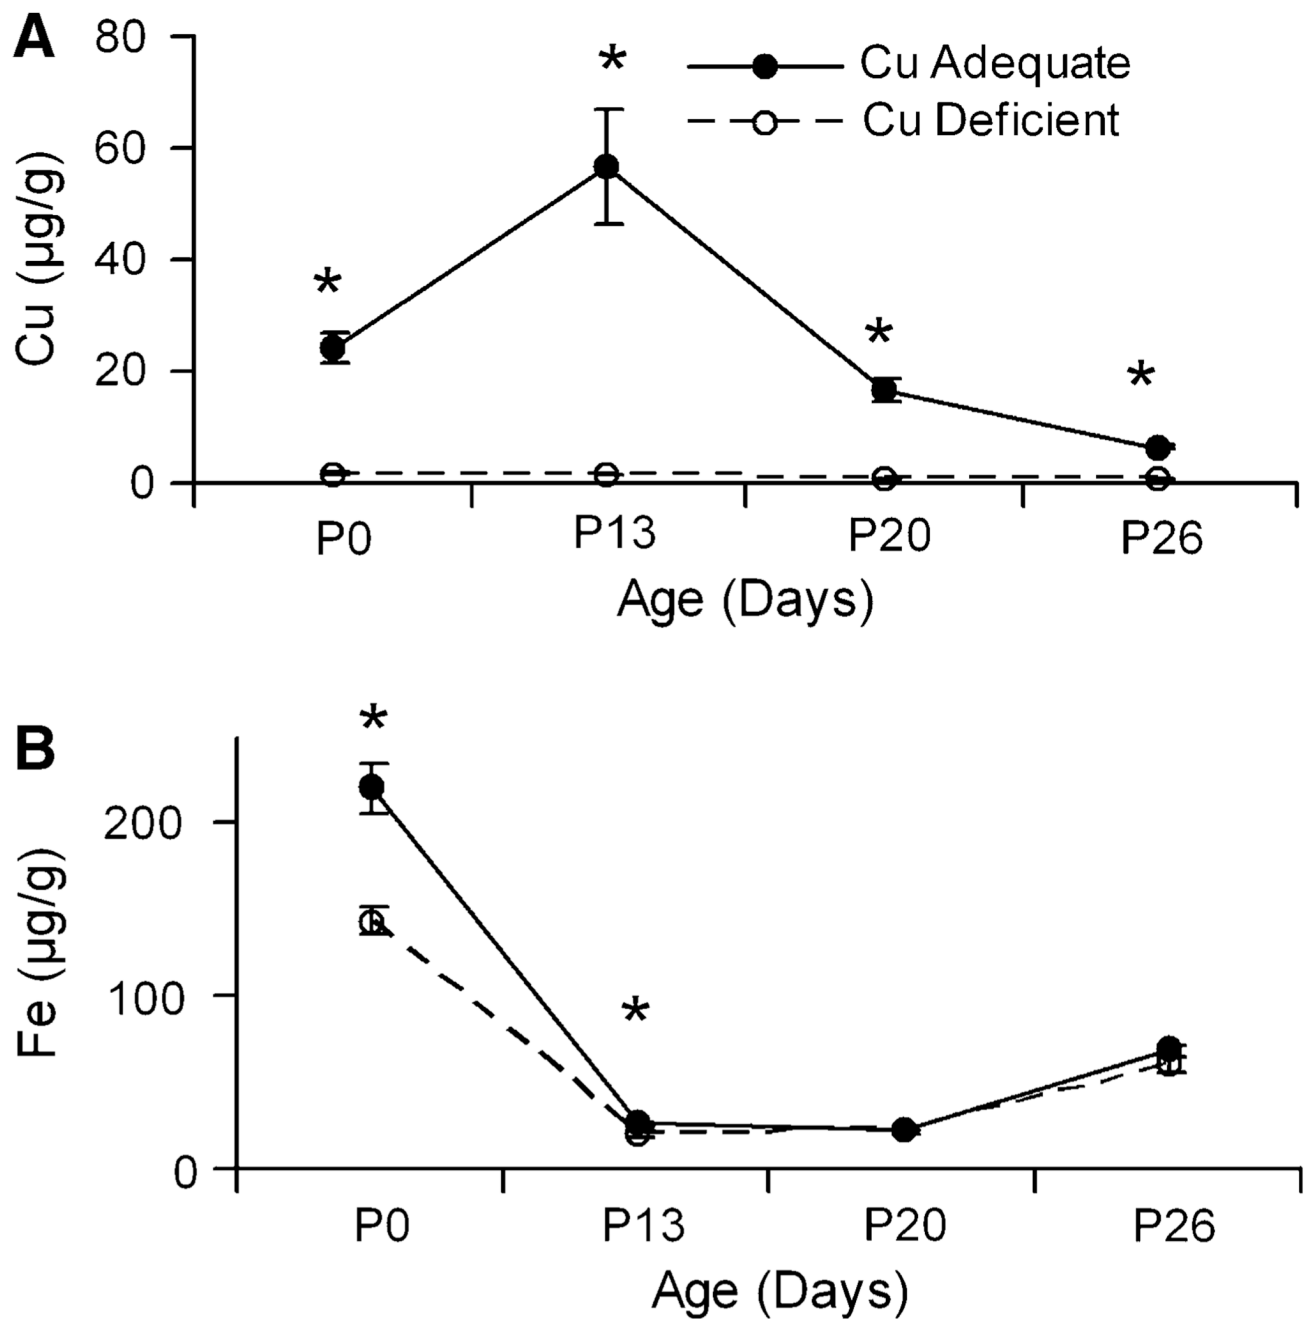 A
80
60
40
20
0
Cu (µg/g)
*
*
*
*
Cu Adequate
Cu Deficient
P0 P13 P20 P26
Age (Days)
B
200
100
0
Fe (µg/g)
*
*
P0 P13 P20 P26
Age (Days)